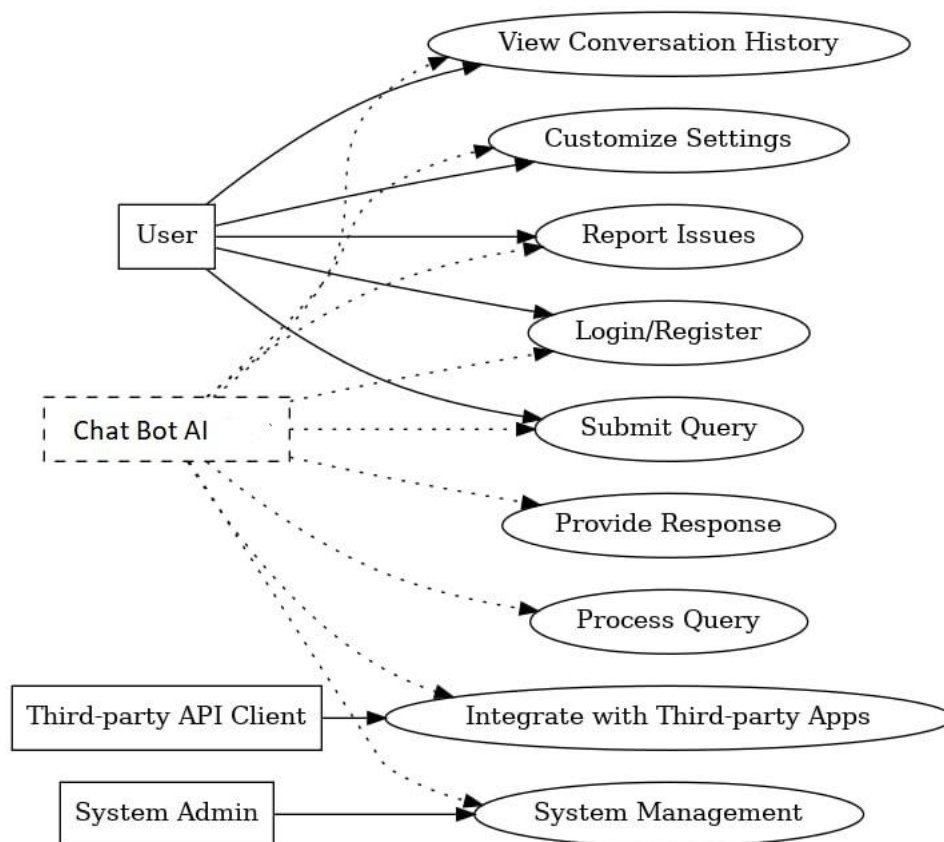 View Conversation History
Customize Settings
User
Report Issues
Login/Register
Chat Bot AI
Submit Query
Provide Response
Process Query
Third-party API Client
Integrate with Third-party Apps
System Admin
System Management